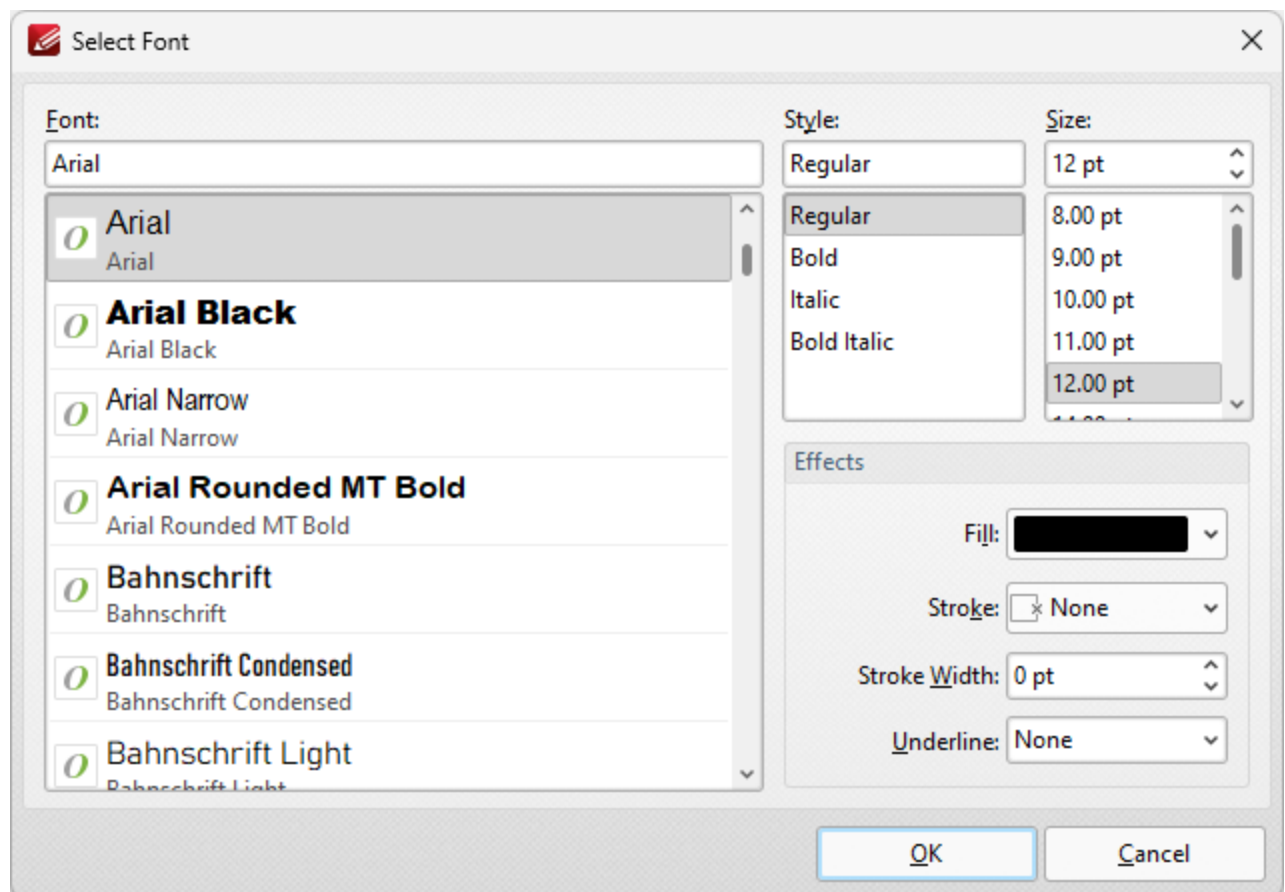 Select Font
Font:
Arial
Arial
Arial
Arial Black
Arial Black
Arial Narrow
Arial Narrow
Arial Rounded MT Bold
Arial Rounded MT Bold
Bahnschrift
Bahnschrift
Bahnschrift Condensed
Bahnschrift Condensed
Bahnschrift Light
Bahnschrift Light
Style:
Regular
Regular
Bold
Italic
Bold Italic
Size:
12 pt
8.00 pt
9.00 pt
10.00 pt
11.00 pt
12.00 pt
Effects
Fill:
Stroke: None
Stroke Width: 0 pt
Underline: None
OK
Cancel